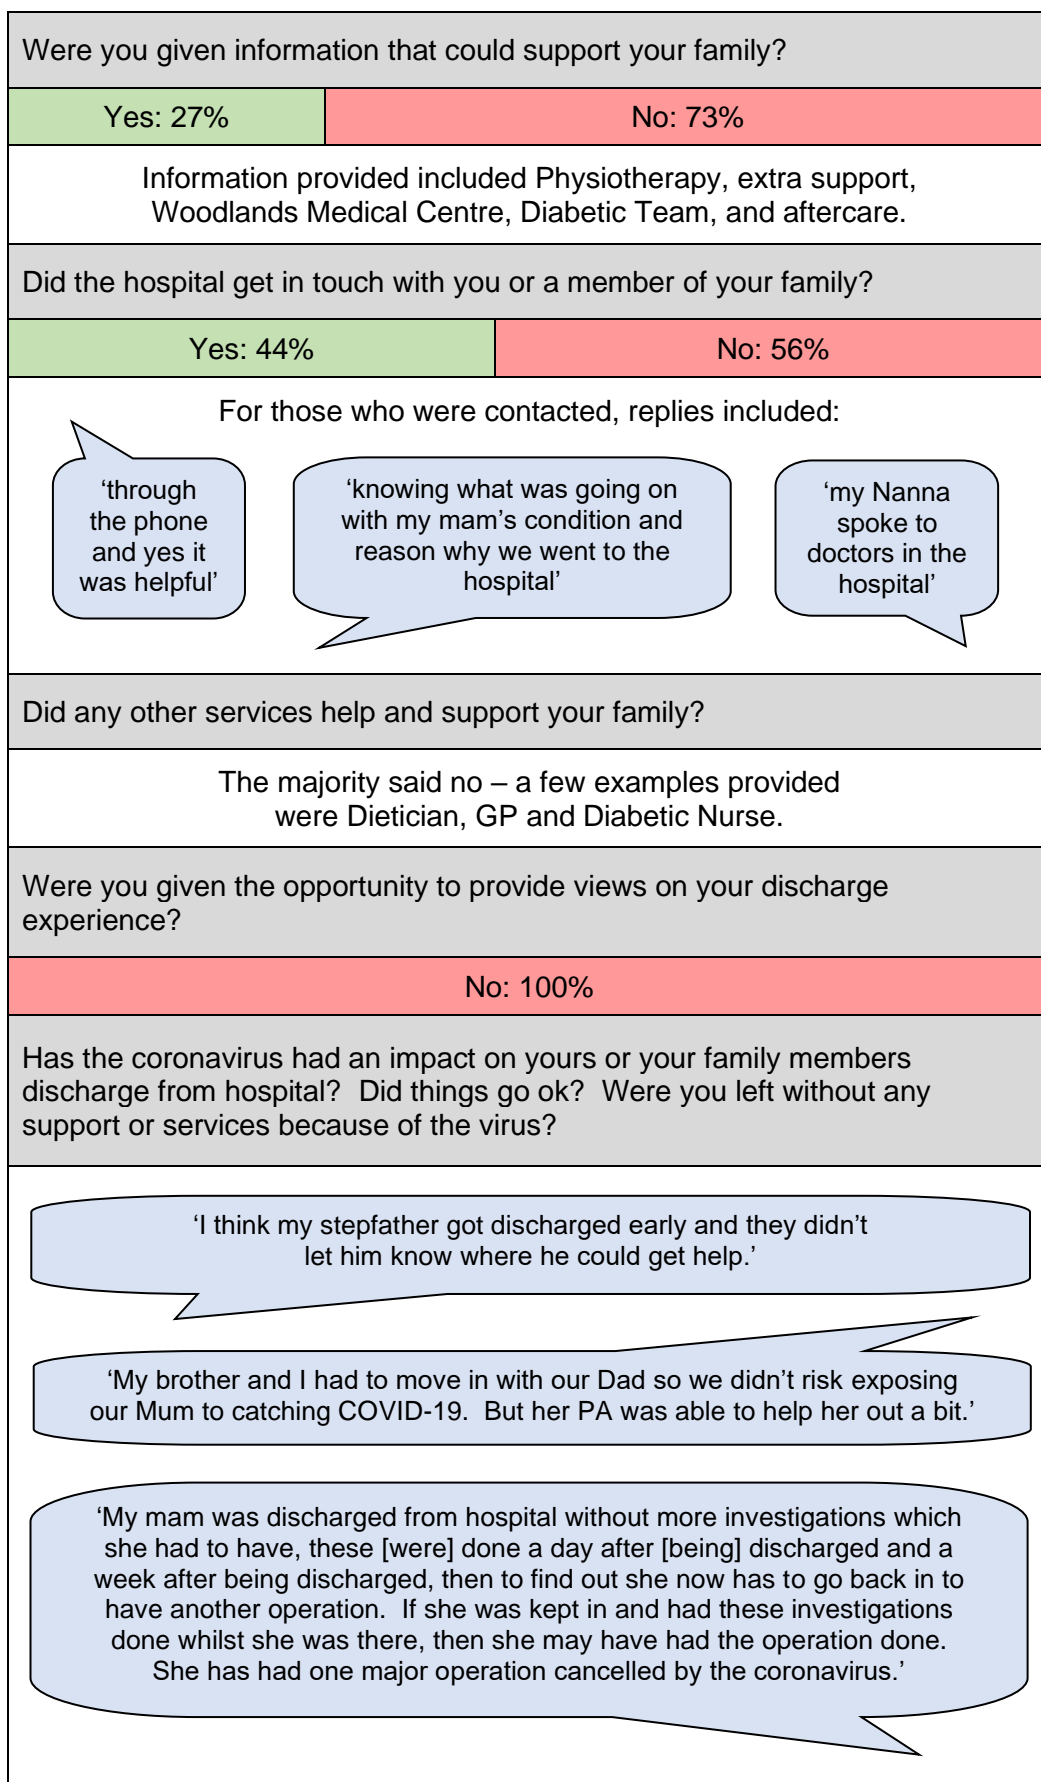 Were you given information that could support your family?
Yes: 27%
No: 73%
Information provided included Physiotherapy, extra support,
Woodlands Medical Centre, Diabetic Team, and aftercare.
Did the hospital get in touch with you or a member of your family?
Yes: 44%
No: 56%
For those who were contacted, replies included:
‘through
the phone
and yes it
was helpful’
‘knowing what was going on
with my mam’s condition and
reason why we went to the
hospital’
‘my Nanna
spoke to
doctors in the
hospital’
Did any other services help and support your family?
The majority said no – a few examples provided
were Dietician, GP and Diabetic Nurse.
Were you given the opportunity to provide views on your discharge
experience?
No: 100%
Has the coronavirus had an impact on yours or your family members
discharge from hospital?  Did things go ok?  Were you left without any
support or services because of the virus?
‘I think my stepfather got discharged early and they didn’t
let him know where he could get help.’
‘My brother and I had to move in with our Dad so we didn’t risk exposing
our Mum to catching COVID-19.  But her PA was able to help her out a bit.’
‘My mam was discharged from hospital without more investigations which
she had to have, these [were] done a day after [being] discharged and a
week after being discharged, then to find out she now has to go back in to
have another operation.  If she was kept in and had these investigations
done whilst she was there, then she may have had the operation done.
She has had one major operation cancelled by the coronavirus.’